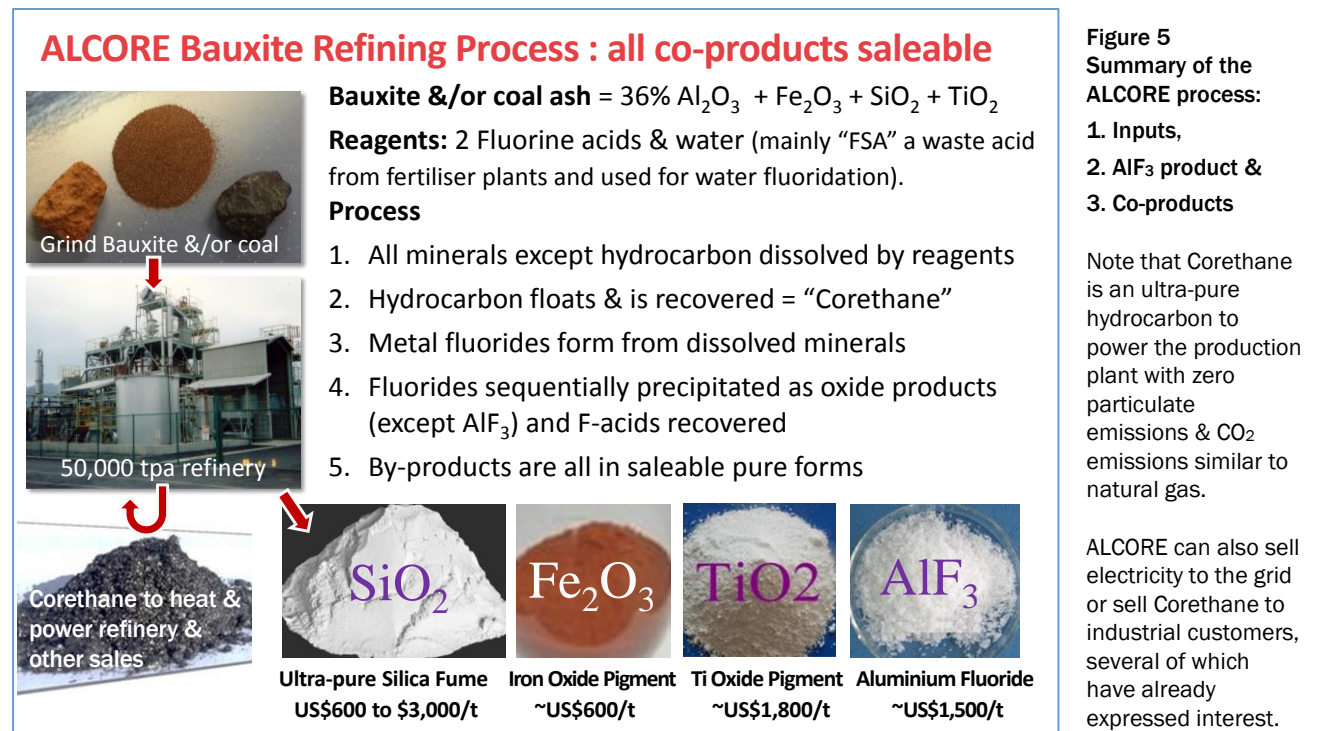 ALCORE Bauxite Refining Process : all co-products saleable
Grind Bauxite &/or coal
50,000 tpa refinery
Corethane to heat &
power refinery &
other sales
Bauxite &/or coal ash = 36% Al₂O₃ + Fe₂O₃ + SiO₂ + TiO₂
Reagents: 2 Fluorine acids & water (mainly “FSA” a waste acid
from fertiliser plants and used for water fluoridation).
Process
1. All minerals except hydrocarbon dissolved by reagents
2. Hydrocarbon floats & is recovered = “Corethane”
3. Metal fluorides form from dissolved minerals
4. Fluorides sequentially precipitated as oxide products
(except AlF₃) and F-acids recovered
5. By-products are all in saleable pure forms
SiO₂
Fe₂O₃
TiO2
AlF₃
Ultra-pure Silica Fume
US$600 to $3,000/t
Iron Oxide Pigment
~US$600/t
Ti Oxide Pigment
~US$1,800/t
Aluminium Fluoride
~US$1,500/t
Figure 5
Summary of the
ALCORE process:
1. Inputs,
2. AlF₃ product &
3. Co-products
Note that Corethane
is an ultra-pure
hydrocarbon to
power the production
plant with zero
particulate
emissions & CO₂
emissions similar to
natural gas.
ALCORE can also sell
electricity to the grid
or sell Corethane to
industrial customers,
several of which
have already
expressed interest.